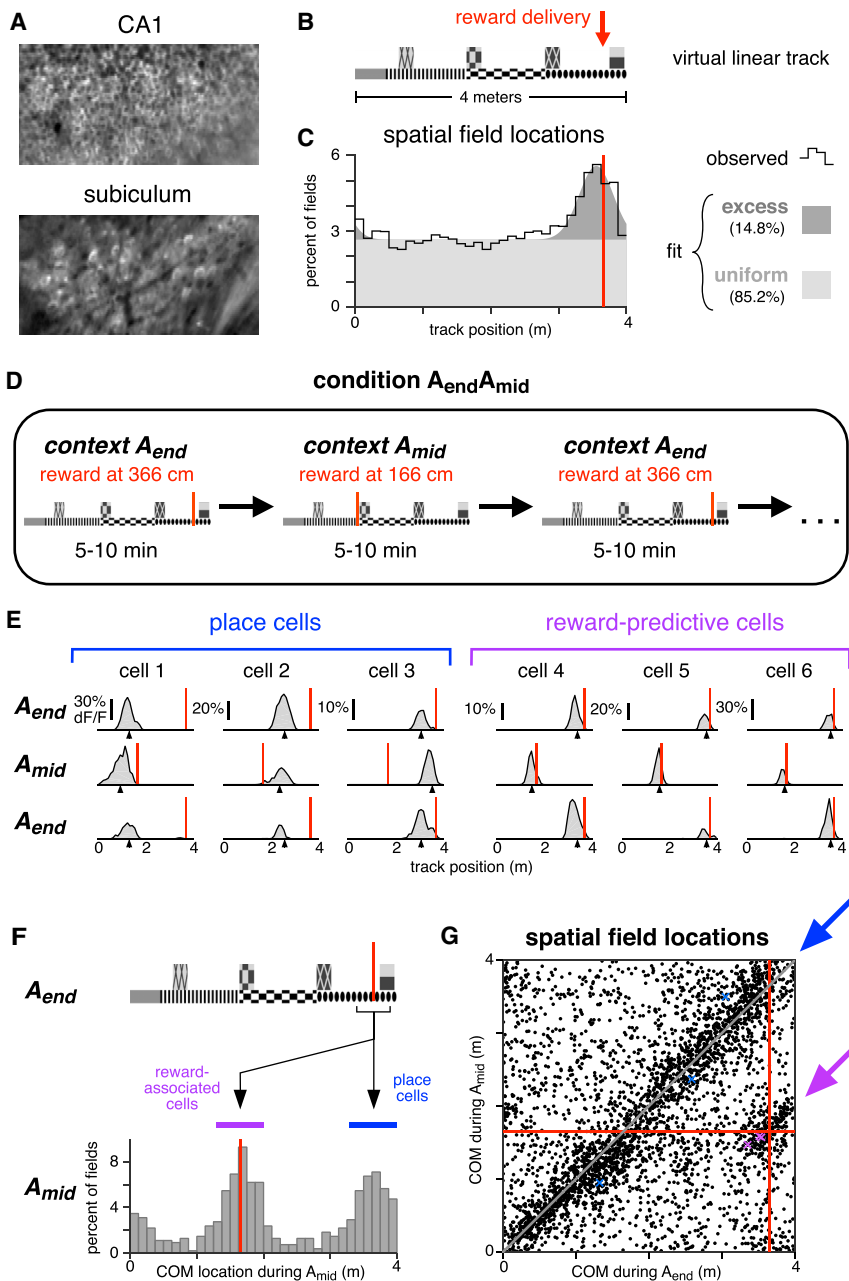 A
CA1
subiculum
B
reward delivery
virtual linear track
4 meters
C
spatial field locations
6
3
0
percent of fields
0
4
track position (m)
observed
fit
excess
(14.8%)
uniform
(85.2%)
D
condition AendAmid
context Aend
reward at 366 cm
5-10 min
context Amid
reward at 166 cm
5-10 min
context Aend
reward at 366 cm
5-10 min
. . .
E
place cells
reward-predictive cells
cell 1
cell 2
cell 3
cell 4
cell 5
cell 6
Aend
30%
dF/F
20%
10%
10%
20%
30%
Amid
Aend
0 2 4
0 2 4
0 2 4
0 2 4
0 2 4
0 2 4
track position (m)
F
Aend
reward-
associated
cells
place
cells
Amid
percent of fields
8
4
0
0
4
COM location during Amid (m)
G
spatial field locations
4
COM during Amid (m)
0
0
4
COM during Aend (m)